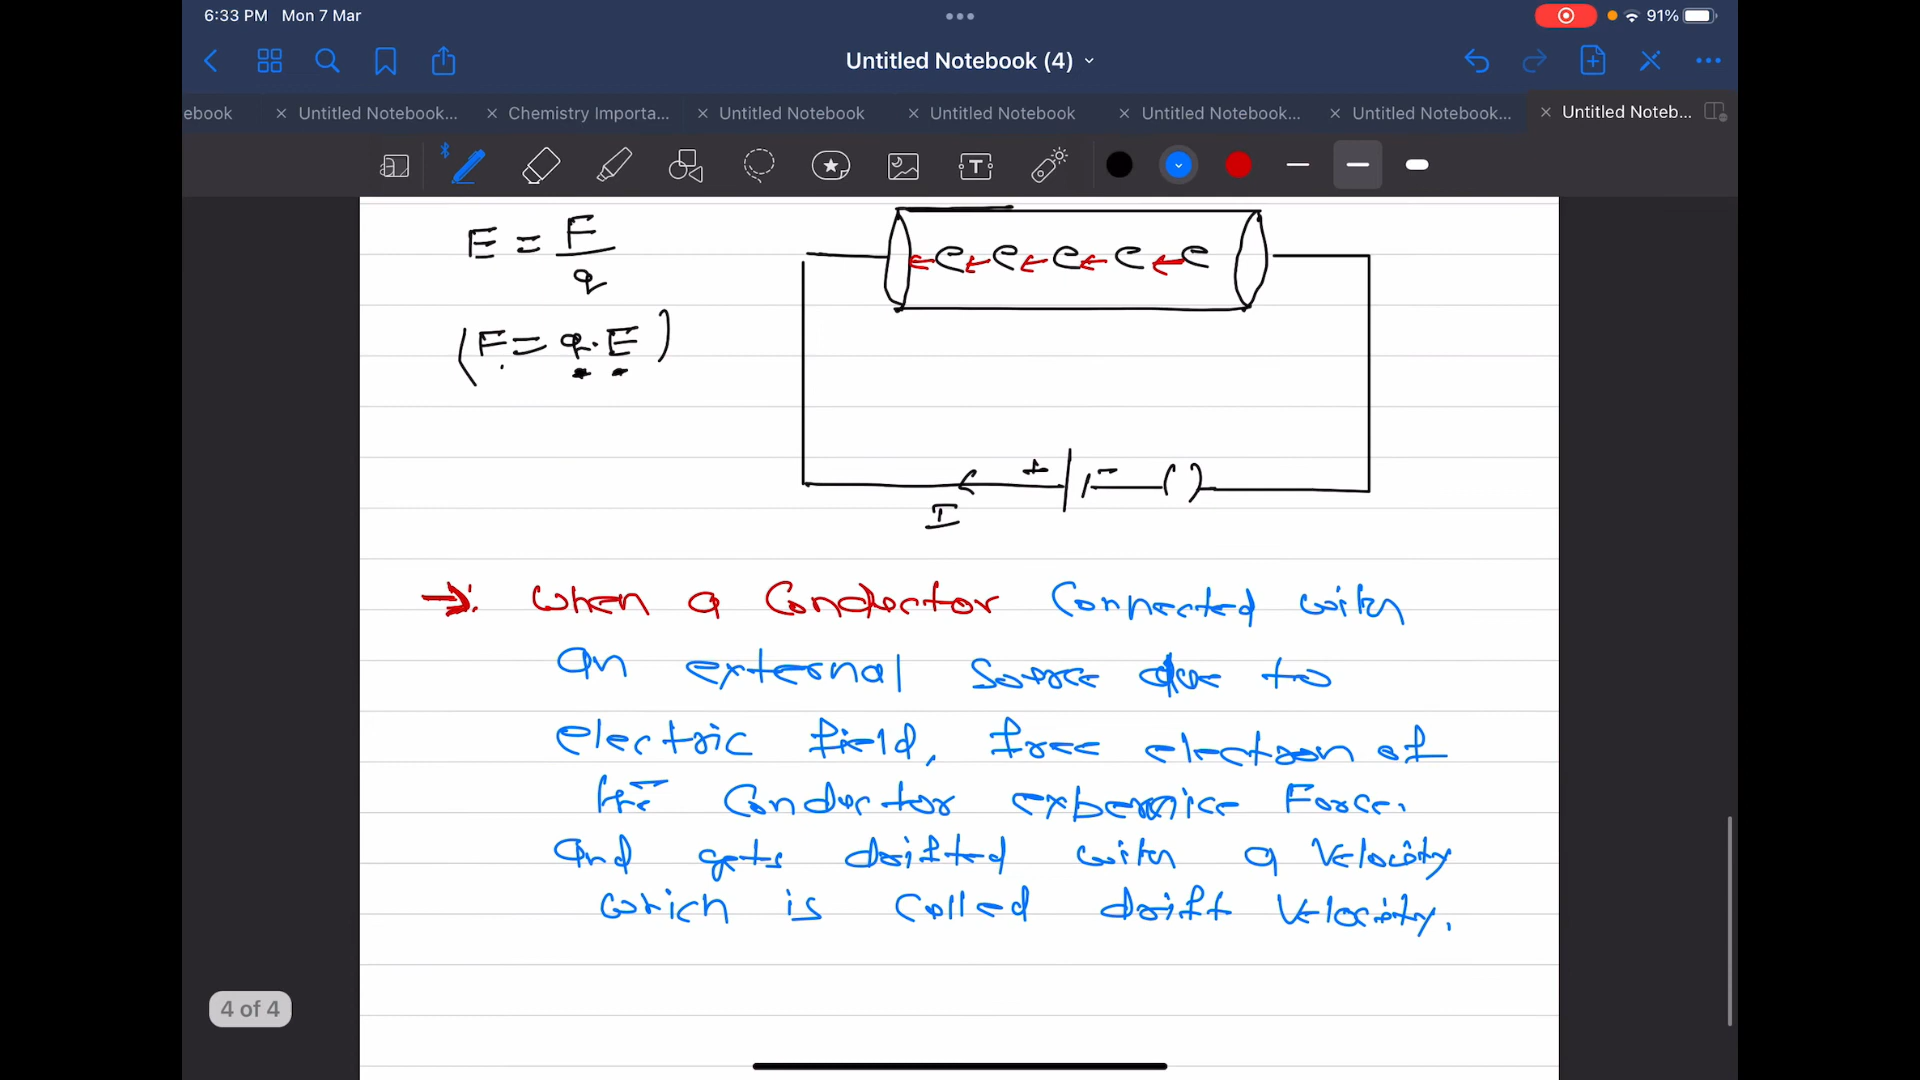 6:33 PM Mon 7 Mar
91%
Untitled Notebook (4)
ebook
Untitled Notebook...
Chemistry Importa...
Untitled Notebook
Untitled Notebook
Untitled Notebook...
Untitled Notebook...
Untitled Noteb...
E = F/q
(F = q.E)
e e e e e
+ -
( )
I
→: When a Conductor Connected with
an external Source due to
electric field, free electron of
the Conductor experience Force.
and gets drifted with a velocity
which is called drift velocity.
4 of 4